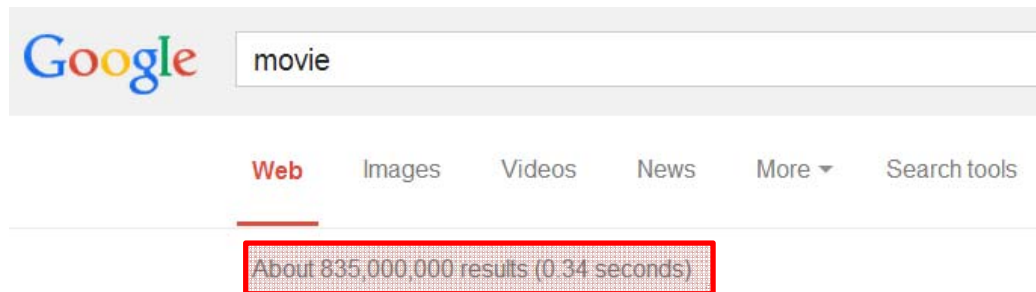 Google movie
Web Images Videos News More Search tools
About 835,000,000 results (0.34 seconds)